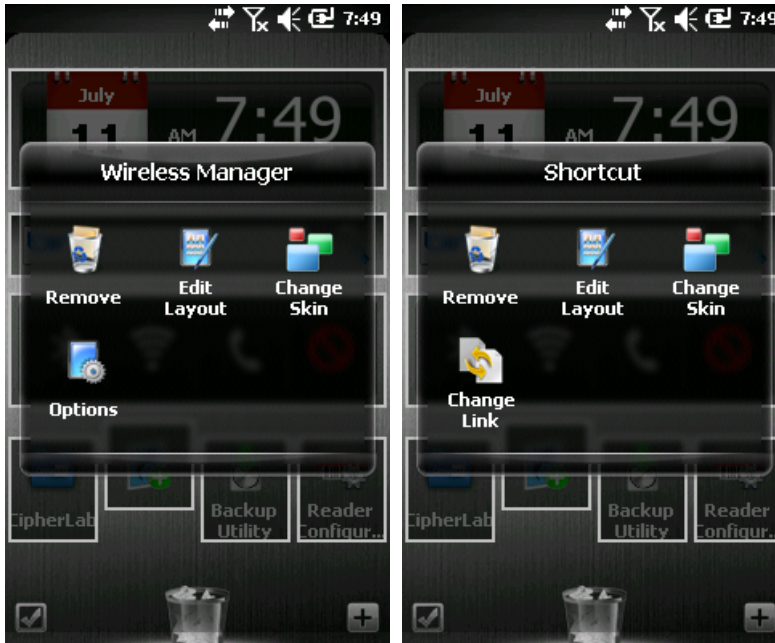 7:49
July
11
AM 7:49
Wireless Manager
Remove
Edit
Layout
Change
Skin
Options
CipherLab
Backup
Utility
Reader
Configur...
7:49
July
11
AM 7:49
Shortcut
Remove
Edit
Layout
Change
Skin
Change
Link
CipherLab
Backup
Utility
Reader
Configur...